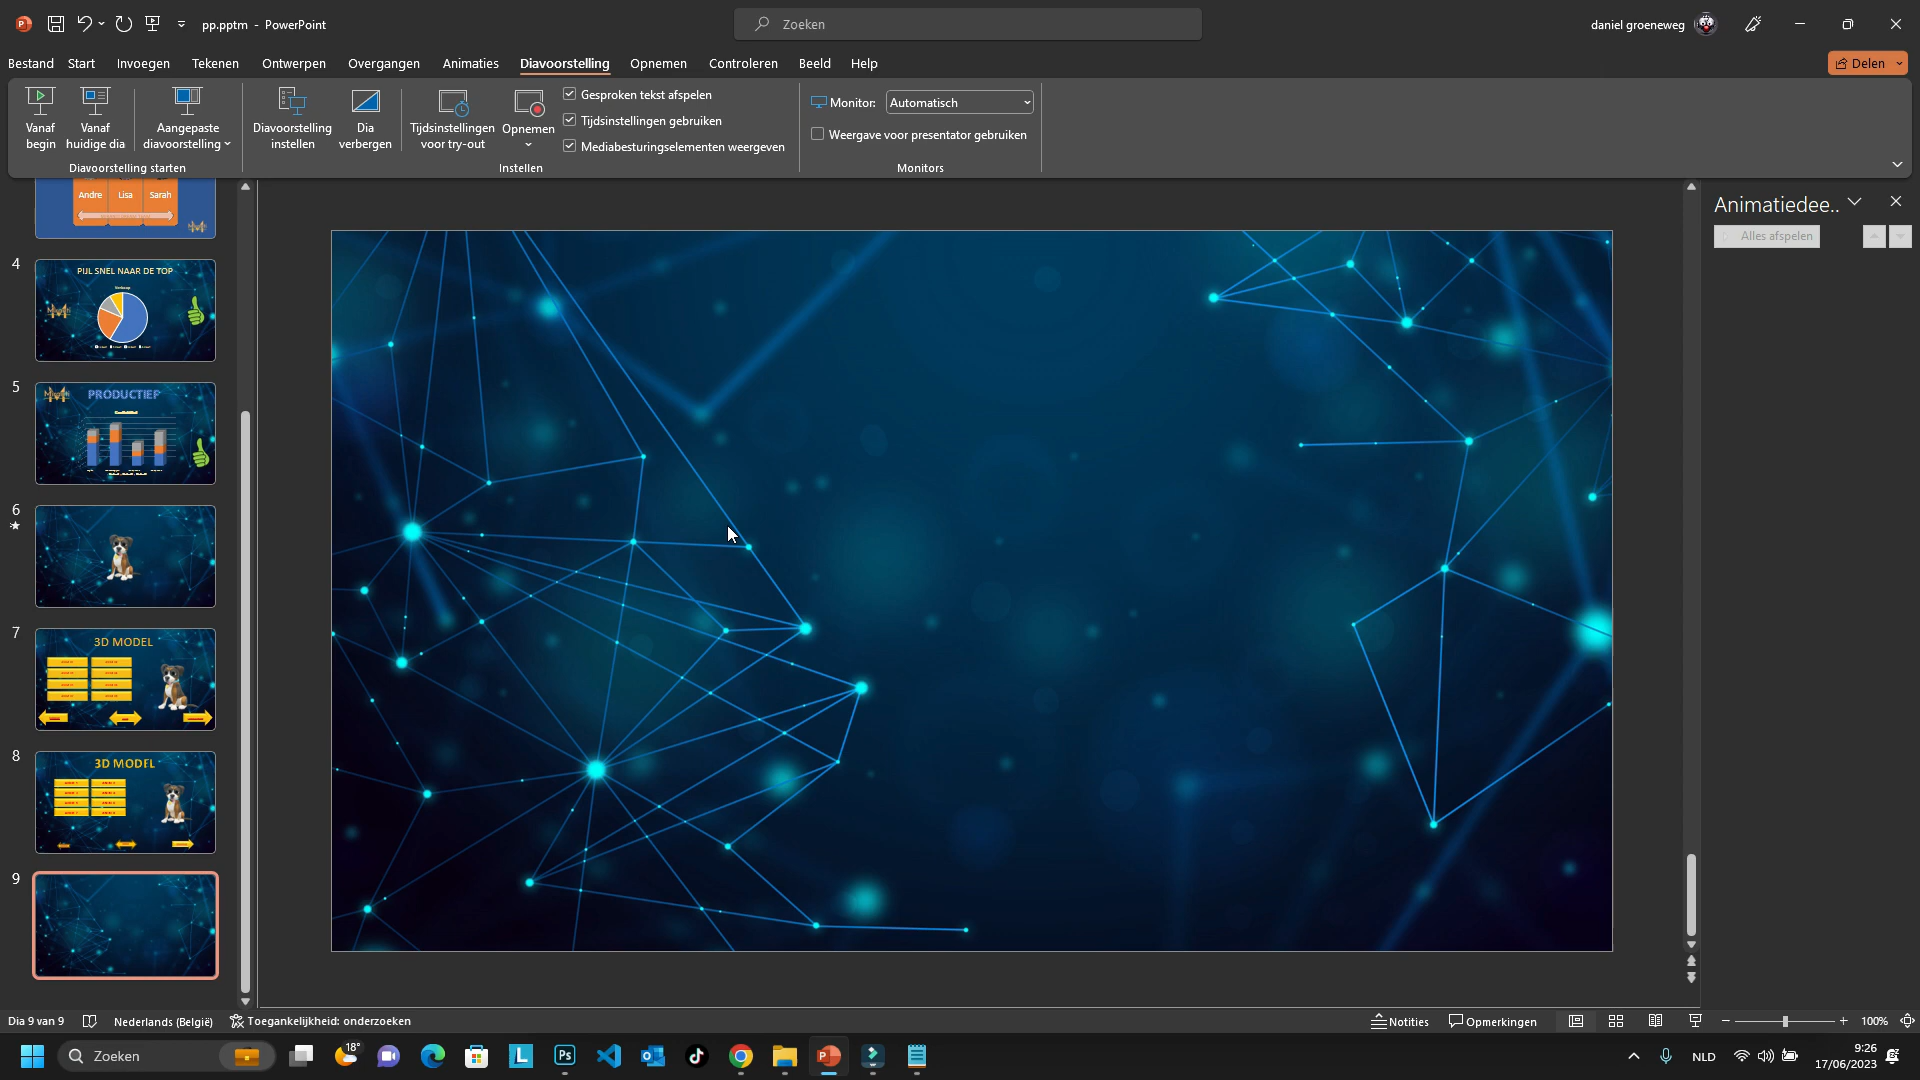 pp.pptm - PowerPoint
Zoeken
daniel groeneweg
Bestand Start Invoegen Tekenen Ontwerpen Overgangen Animaties Diavoorstelling Opnemen Controleren Beeld Help
Delen
Vanaf begin
Vanaf huidige dia
Aangepaste diavoorstelling
Diavoorstelling starten
Diavoorstelling instellen
Dia verbergen
Tijdsinstellingen voor try-out
Opnemen
Gesproken tekst afspelen
Tijdsinstellingen gebruiken
Mediabesturingselementen weergeven
Instellen
Monitor: Automatisch
Weergave voor presentator gebruiken
Monitors
Andre Lisa Sarah
4
PIJL SNEL NAAR DE TOP
Verkoop
5
PRODUCTIEF
6
7
3D MODEL
8
3D MODEL
9
Animatiedee..
Alles afspelen
Dia 9 van 9
Nederlands (België)
Toegankelijkheid: onderzoeken
Notities
Opmerkingen
100%
Zoeken
18°
NLD
9:26
17/06/2023